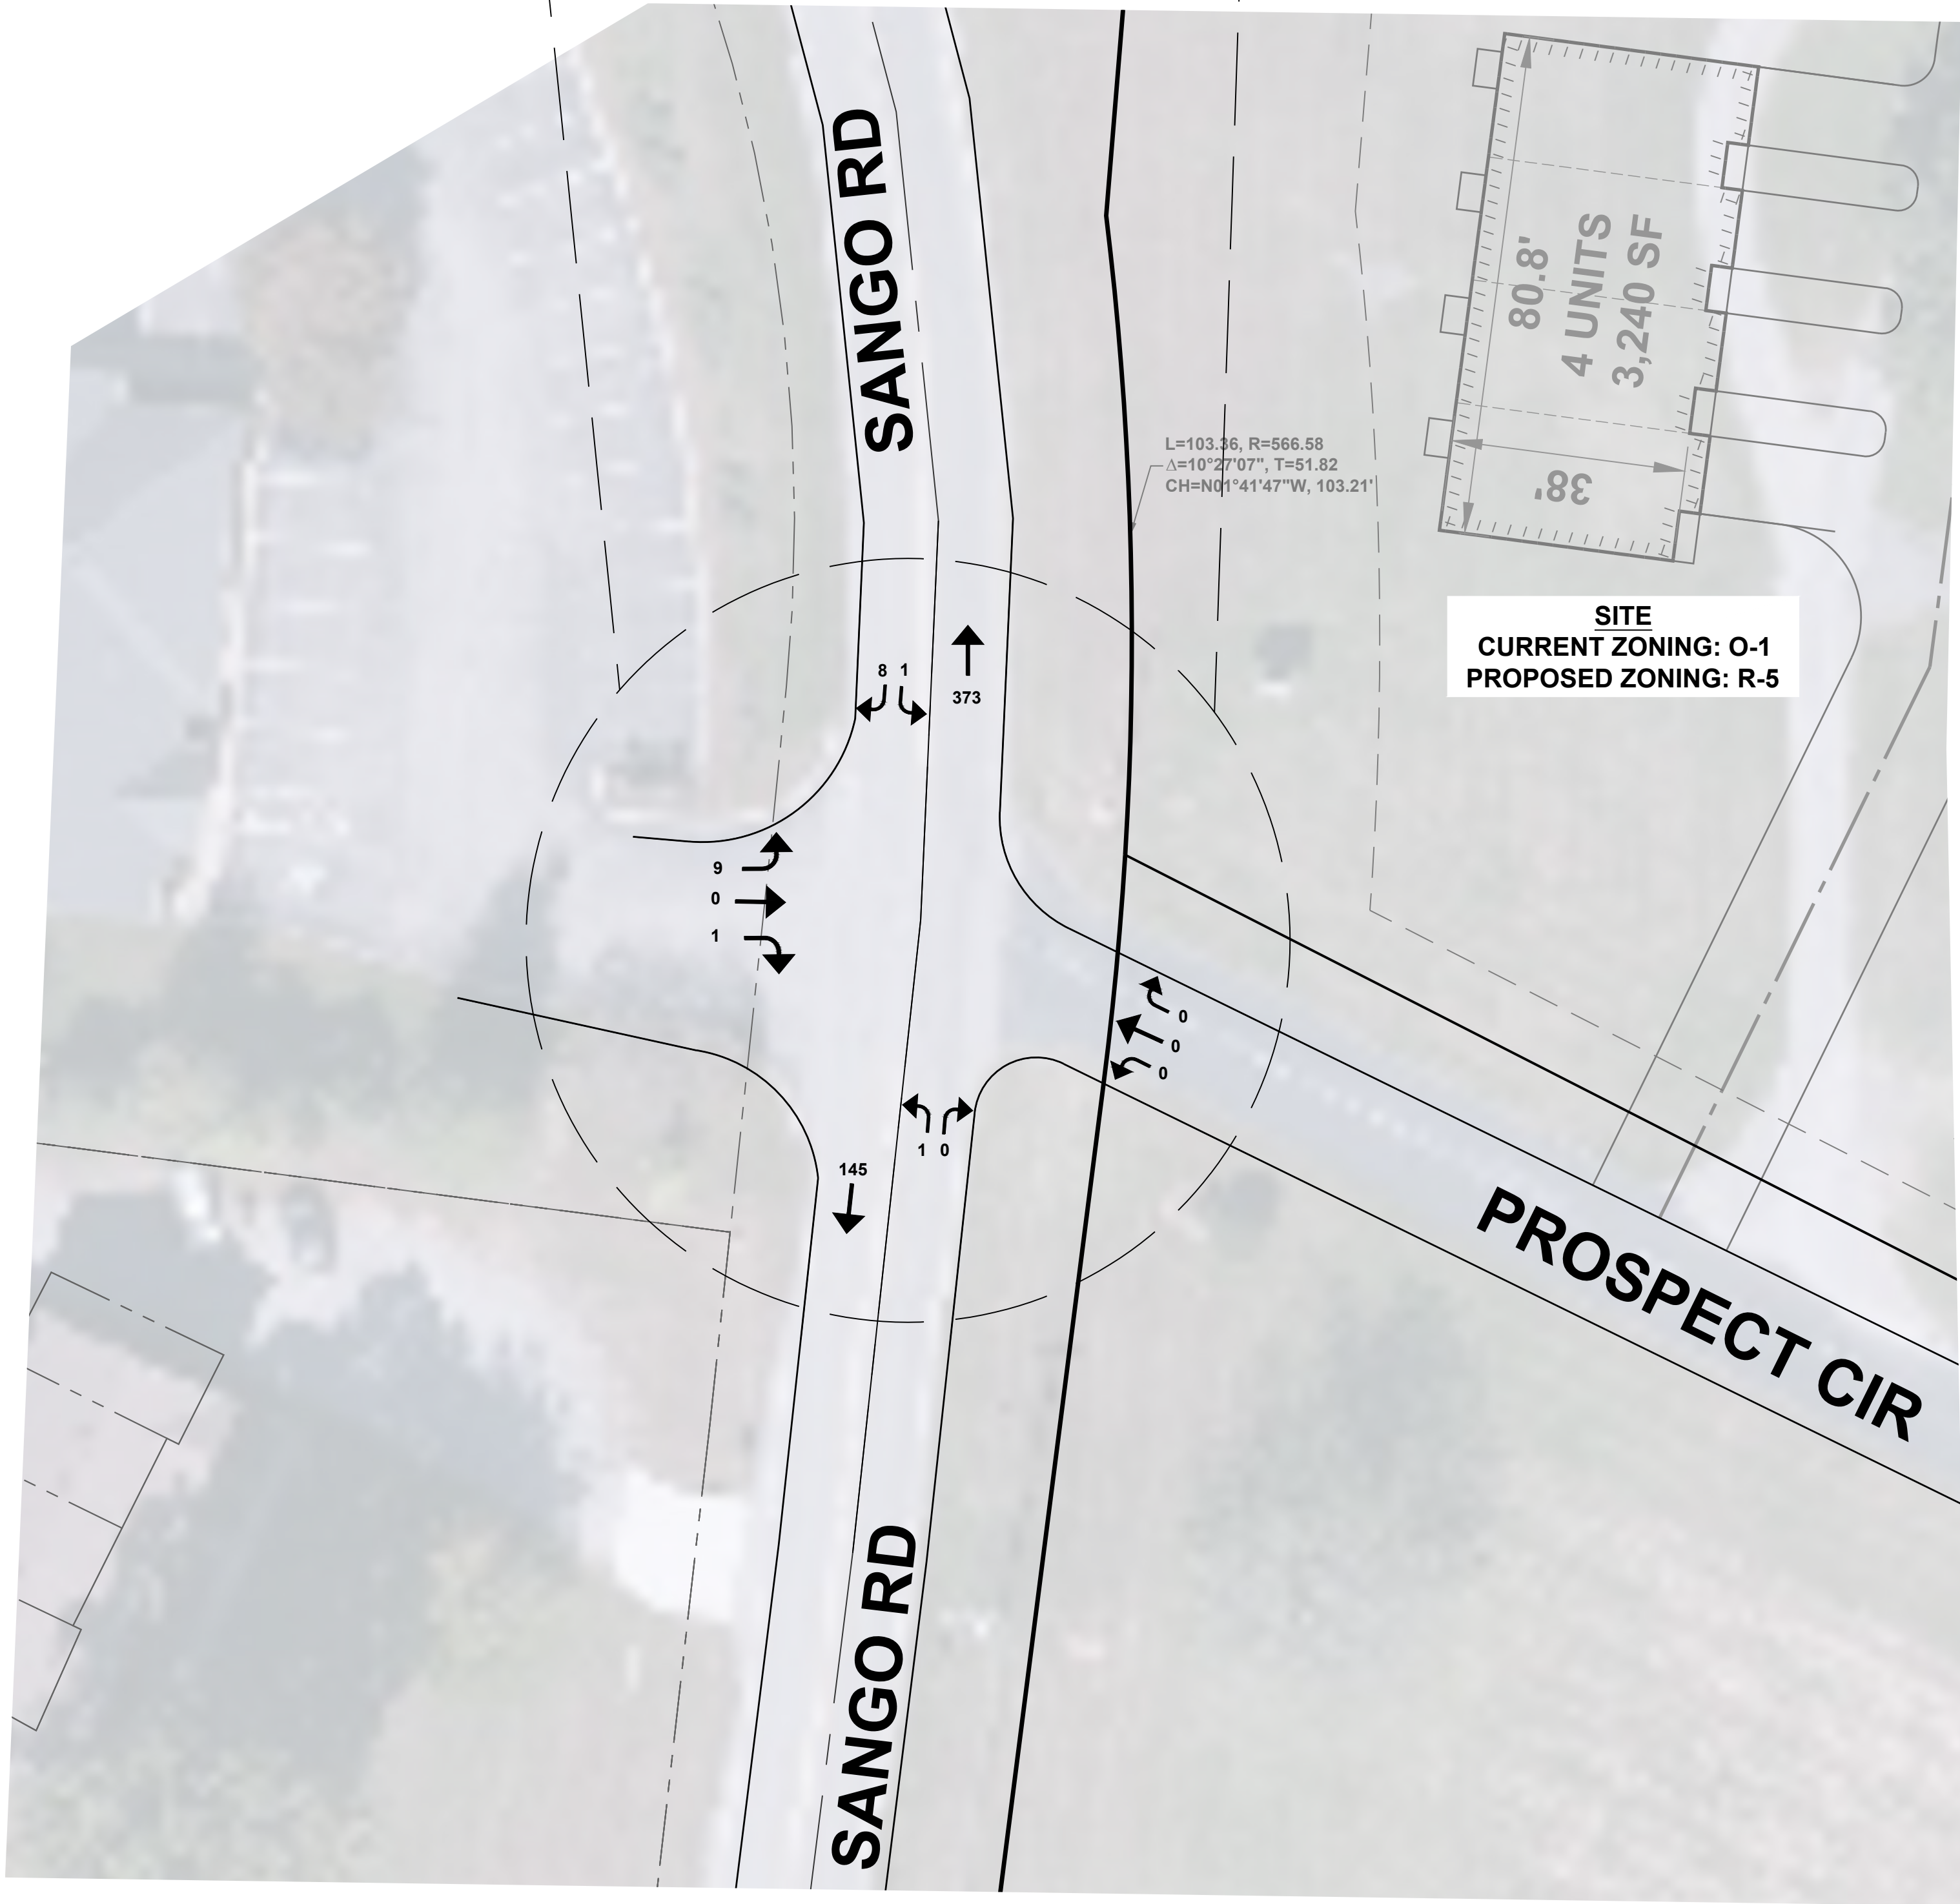 SANGO RD
80.8'
4 UNITS
3,240 SF
38'
L=103.36, R=566.58
Δ=10°27'07", T=51.82
CH=N01°41'47"W, 103.21'
SITE
CURRENT ZONING: O-1
PROPOSED ZONING: R-5
8 1
373
9
0
1
0
0
0
1 0
145
PROSPECT CIR
SANGO RD